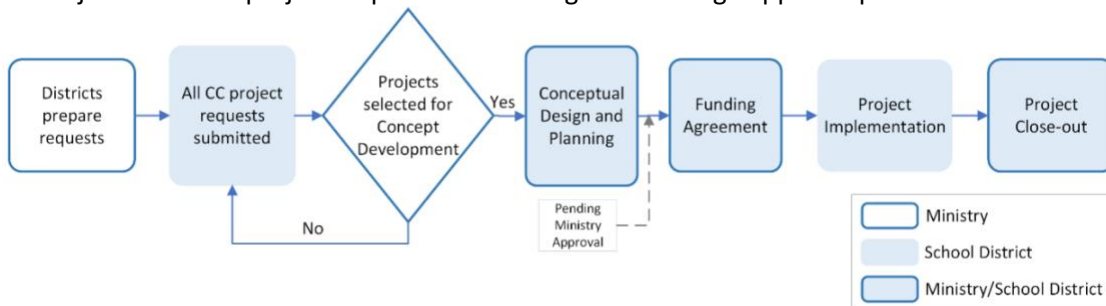 Districts
prepare
requests
All CC project
requests
submitted
Projects
selected for
Concept
Development
Yes
No
Conceptual
Design and
Planning
Pending
Ministry
Approval
Funding
Agreement
Project
Implementation
Project
Close-out
Ministry
School District
Ministry/School District